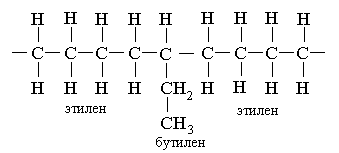 H H H H H H H H H
— C — C — C — C — C — C — C — C — C —
H H H H CH₂ H H H H
этилен этилен
CH₃
бутилен